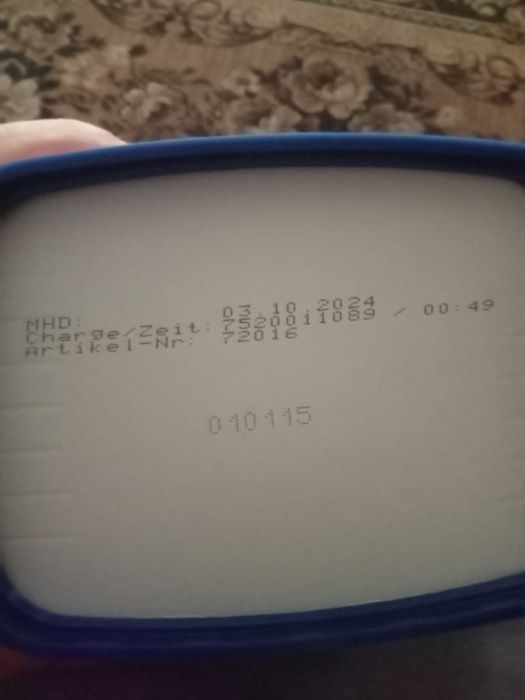 MHD: 03.10.2024
Charge/Zeit: 7520011089 / 00:49
Artikel-Nr: 72016
010115